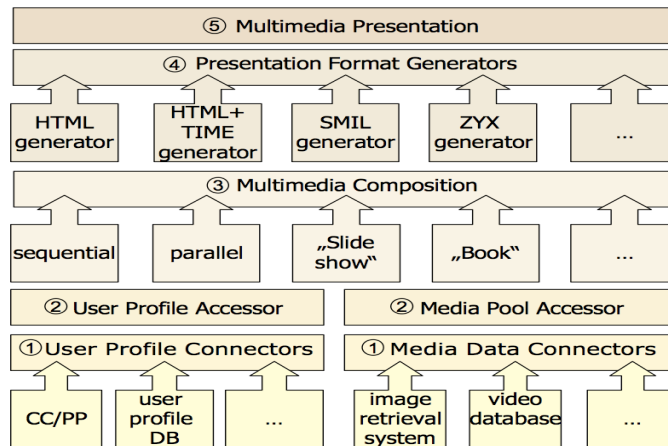 ⑤ Multimedia Presentation
④ Presentation Format Generators
HTML
generator
HTML+
TIME
generator
SMIL
generator
ZYX
generator
...
③ Multimedia Composition
sequential
parallel
„Slide
show“
„Book“
...
② User Profile Accessor
② Media Pool Accessor
① User Profile Connectors
① Media Data Connectors
CC/PP
user
profile
DB
...
image
retrieval
system
video
database
...